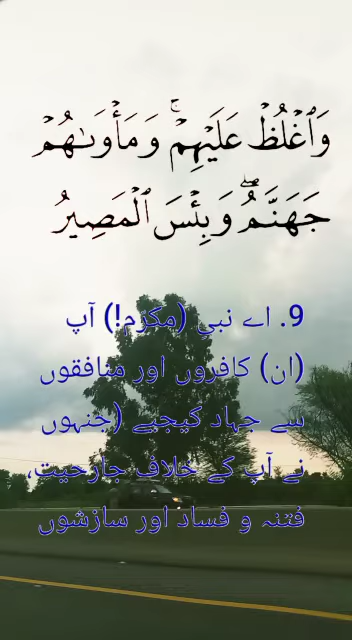 وَٱغۡلُظۡ عَلَيۡهِمۡۚ وَمَأۡوَىٰهُمۡ
جَهَنَّمُۖ وَبِئۡسَ ٱلۡمَصِيرُ
9. اے نبیِ (مکرّم!) آپ
(ان) کافروں اور منافقوں
سے جہاد کیجیے (جنہوں
نے آپ کے خلاف جارحیت،
فتنہ و فساد اور سازشوں